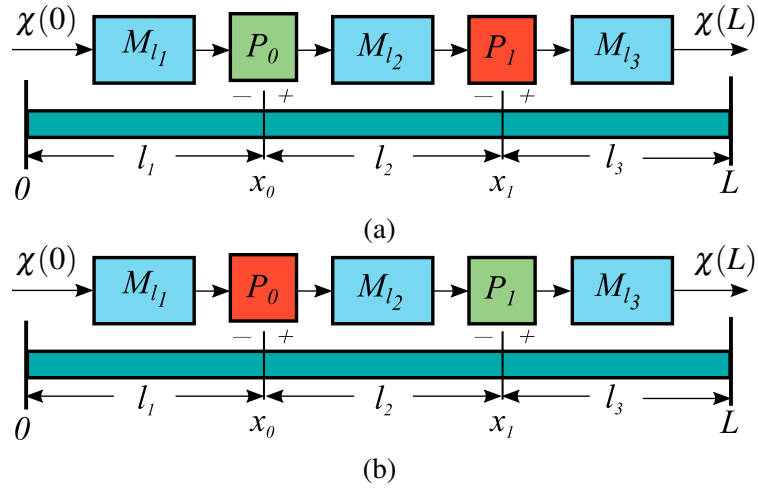 χ(0) M_{l_1} P_0 M_{l_2} P_1 M_{l_3} χ(L)
— + — +
l_1 l_2 l_3
0 x_0 x_1 L
(a)
χ(0) M_{l_1} P_0 M_{l_2} P_1 M_{l_3} χ(L)
— + — +
l_1 l_2 l_3
0 x_0 x_1 L
(b)